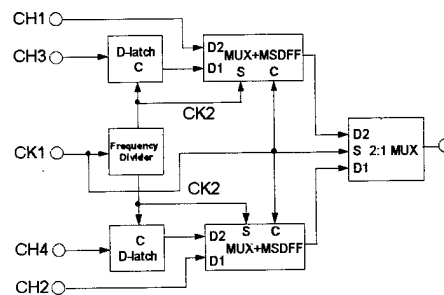 CH1
D2
D-latch
MUX+MSDFF
CH3
C
D1
S
C
CK2
D2
CK1
Frequency
Divider
S
2:1 MUX
D1
CK2
C
D-latch
S
C
D2
MUX+MSDFF
CH4
D1
CH2